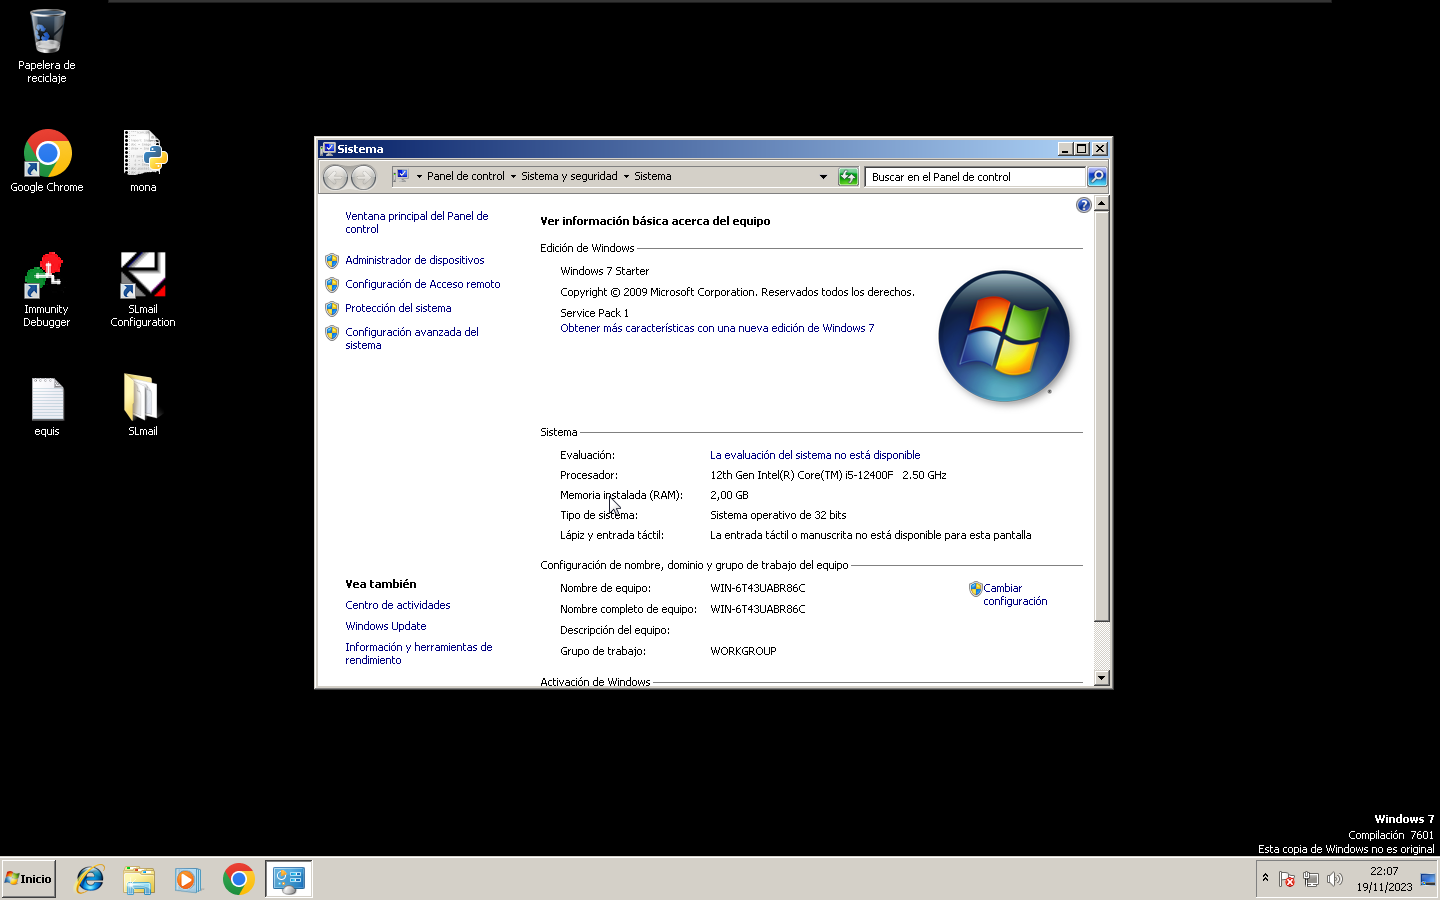 Papelera de
reciclaje
Google Chrome
mona
Immunity
Debugger
SLmail
Configuration
equis
SLmail
Sistema
Panel de control
Sistema y seguridad
Sistema
Buscar en el Panel de control
Ventana principal del Panel de
control
Administrador de dispositivos
Configuración de Acceso remoto
Protección del sistema
Configuración avanzada del
sistema
Vea también
Centro de actividades
Windows Update
Información y herramientas de
rendimiento
Ver información básica acerca del equipo
Edición de Windows
Windows 7 Starter
Copyright © 2009 Microsoft Corporation. Reservados todos los derechos.
Service Pack 1
Obtener más características con una nueva edición de Windows 7
Sistema
Evaluación: La evaluación del sistema no está disponible
Procesador: 12th Gen Intel(R) Core(TM) i5-12400F 2.50 GHz
Memoria instalada (RAM): 2,00 GB
Tipo de sistema: Sistema operativo de 32 bits
Lápiz y entrada táctil: La entrada táctil o manuscrita no está disponible para esta pantalla
Configuración de nombre, dominio y grupo de trabajo del equipo
Nombre de equipo: WIN-6T43UABR86C
Cambiar
configuración
Nombre completo de equipo: WIN-6T43UABR86C
Descripción del equipo:
Grupo de trabajo: WORKGROUP
Activación de Windows
Windows 7
Compilación 7601
Esta copia de Windows no es original
Inicio
22:07
19/11/2023